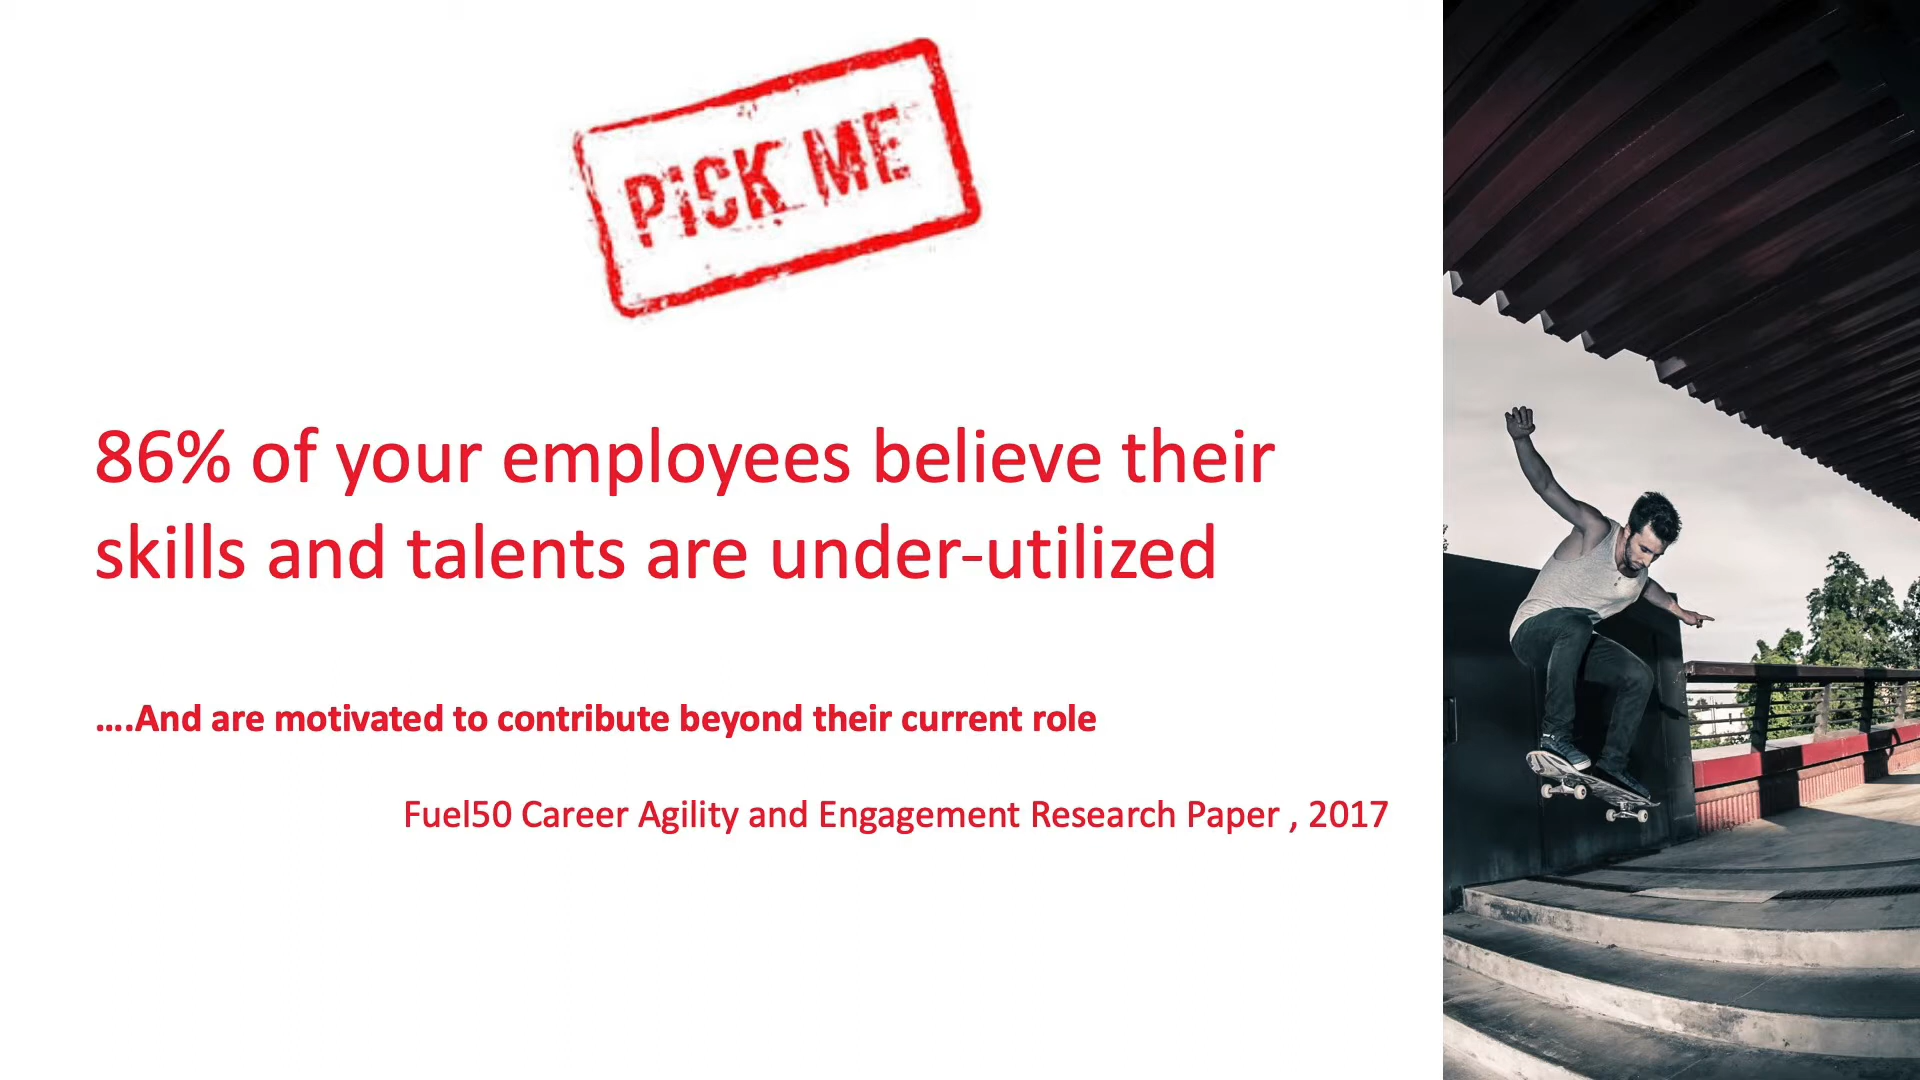 PiCK ME
86% of your employees believe their
skills and talents are under-utilized
....And are motivated to contribute beyond their current role
Fuel50 Career Agility and Engagement Research Paper , 2017